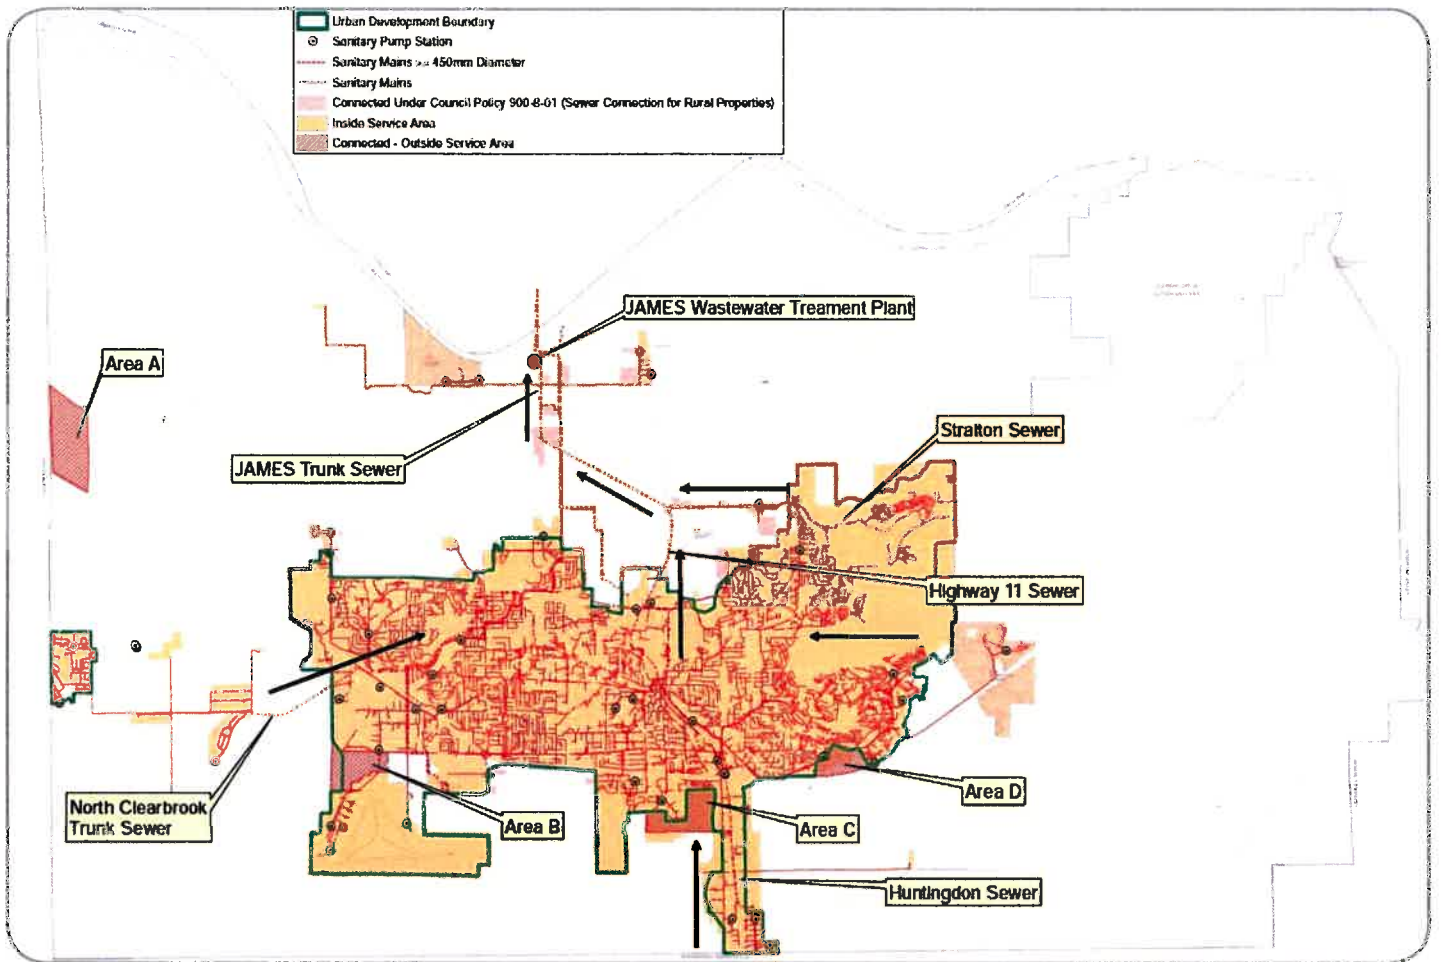 Urban Development Boundary
Sanitary Pump Station
Sanitary Mains >= 450mm Diameter
Sanitary Mains
Connected Under Council Policy 900-8-01 (Sewer Connection for Rural Properties)
Inside Service Area
Connected - Outside Service Area
JAMES Wastewater Treament Plant
Area A
Stratton Sewer
JAMES Trunk Sewer
Highway 11 Sewer
Area D
North Clearbrook
Trunk Sewer
Area B
Area C
Huntingdon Sewer